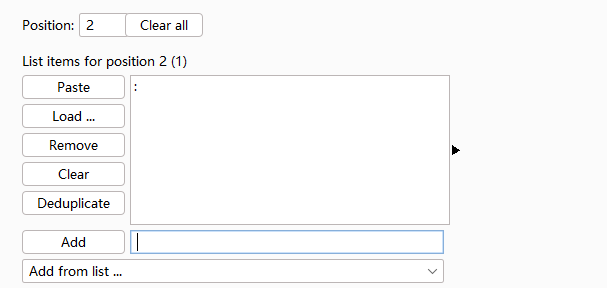 Position: 2 Clear all
List items for position 2 (1)
Paste :
Load ...
Remove
Clear
Deduplicate
Add
Add from list ...